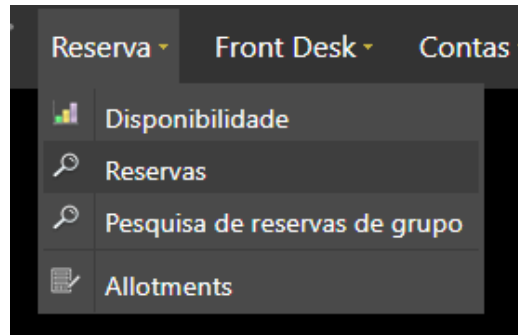 Reserva Front Desk Contas
Disponibilidade
Reservas
Pesquisa de reservas de grupo
Allotments